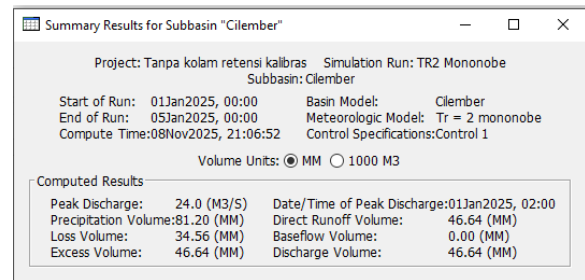 Summary Results for Subbasin "Cilember"
Project: Tanpa kolam retensi kalibras Simulation Run: TR2 Mononobe
Subbasin: Cilember
Start of Run: 01Jan2025, 00:00 Basin Model: Cilember
End of Run: 05Jan2025, 00:00 Meteorologic Model: Tr = 2 mononobe
Compute Time:08Nov2025, 21:06:52 Control Specifications:Control 1
Volume Units: MM 1000 M3
Computed Results
Peak Discharge: 24.0 (M3/S) Date/Time of Peak Discharge:01Jan2025, 02:00
Precipitation Volume:81.20 (MM) Direct Runoff Volume: 46.64 (MM)
Loss Volume: 34.56 (MM) Baseflow Volume: 0.00 (MM)
Excess Volume: 46.64 (MM) Discharge Volume: 46.64 (MM)